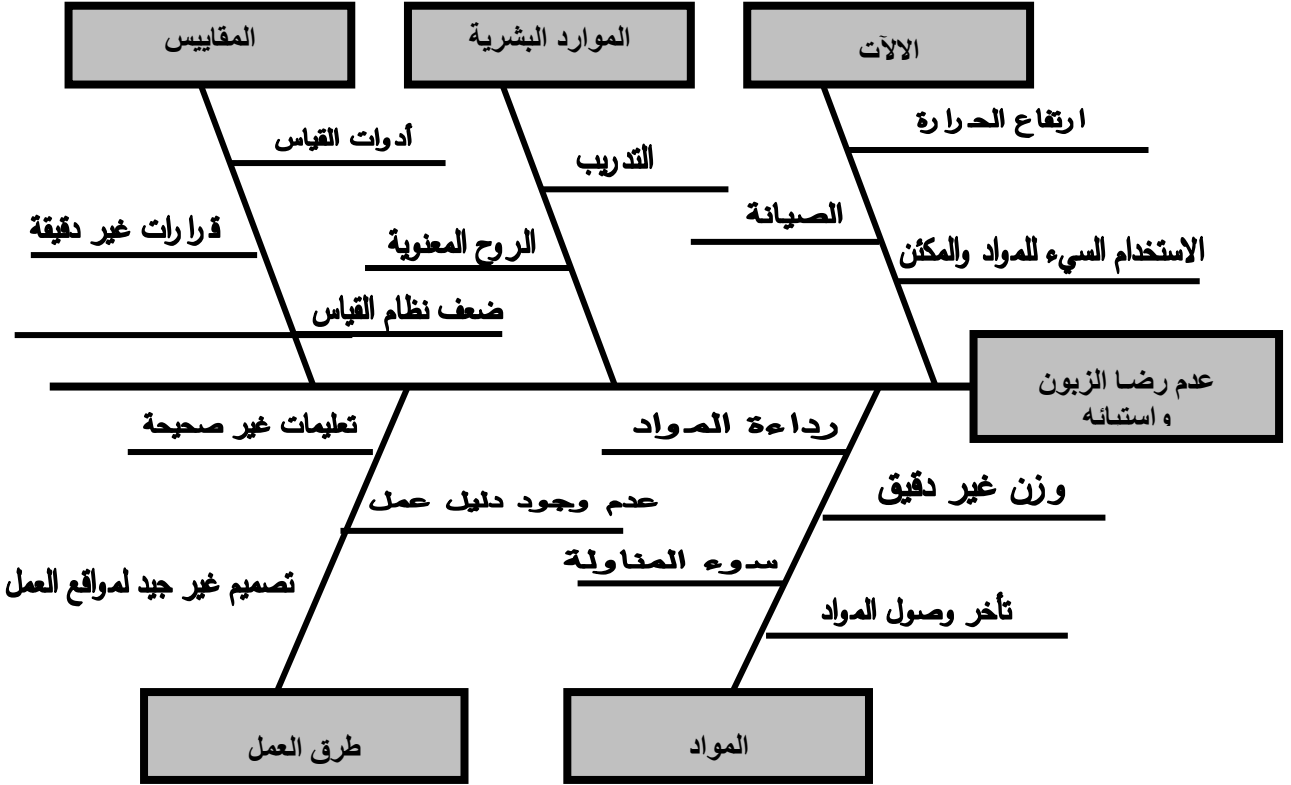 الالآت
الموارد البشرية
المقاييس
ارتفاع الحرارة
أدوات القياس
التدريب
الصيانة
قرارات غير دقيقة
الروح المعنوية
الاستخدام السيء للمواد والمكئن
ضعف نظام القياس
عدم رضا الزبون
واستيائه
تعليمات غير صحيحة
رداءة المواد
وزن غير دقيق
عدم وجود دليل عمل
سوء المناولة
تصميم غير جيد لمواقع العمل
تأخر وصول المواد
المواد
طرق العمل